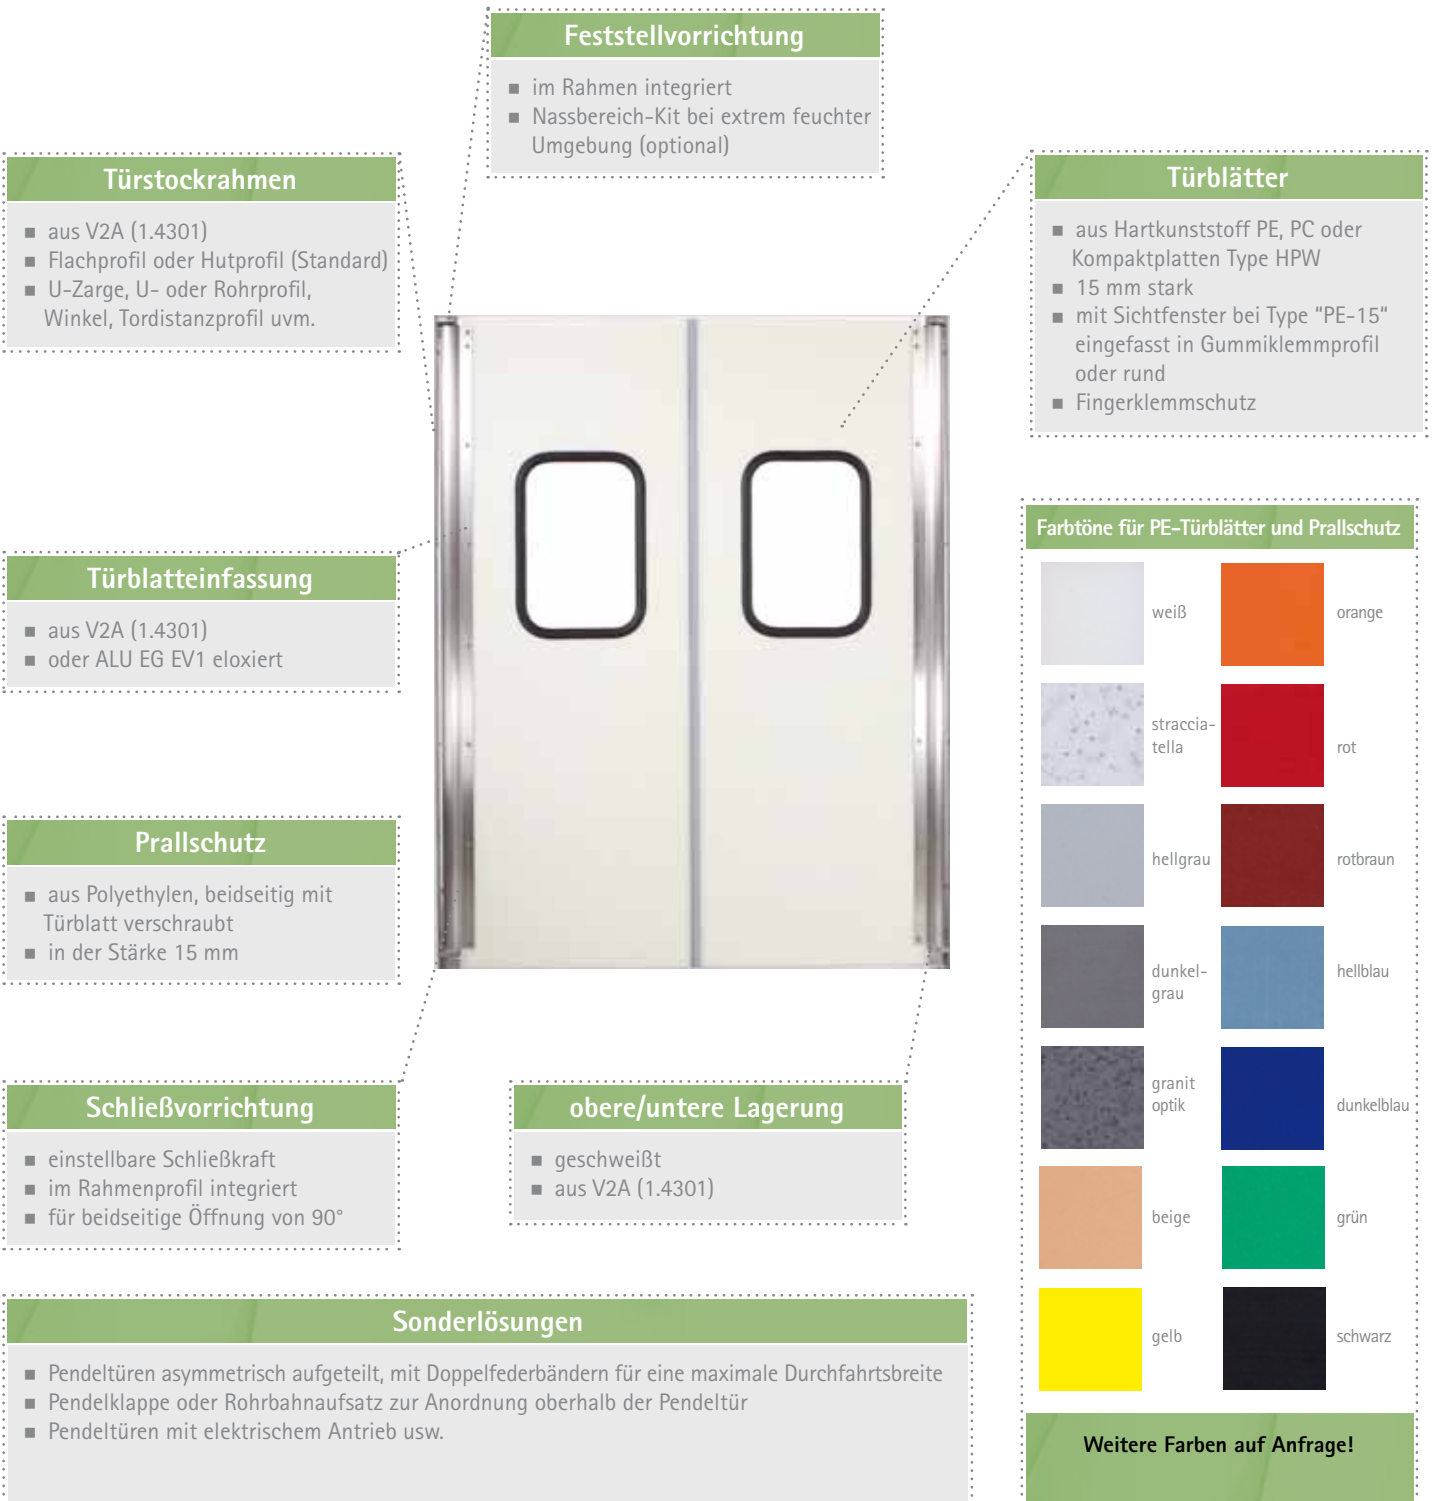 Feststellvorrichtung
■ im Rahmen integriert
■ Nassbereich-Kit bei extrem feuchter
Umgebung (optional)
Türstockrahmen
■ aus V2A (1.4301)
■ Flachprofil oder Hutprofil (Standard)
■ U-Zarge, U- oder Rohrprofil,
Winkel, Tordistanzprofil uvm.
Türblätter
■ aus Hartkunststoff PE, PC oder
Kompaktplatten Type HPW
■ 15 mm stark
■ mit Sichtfenster bei Type "PE-15"
eingefasst in Gummiklemmprofil
oder rund
■ Fingerklemmschutz
Türblatteinfassung
■ aus V2A (1.4301)
■ oder ALU EG EV1 eloxiert
Prallschutz
■ aus Polyethylen, beidseitig mit
Türblatt verschraubt
■ in der Stärke 15 mm
Schließvorrichtung
■ einstellbare Schließkraft
■ im Rahmenprofil integriert
■ für beidseitige Öffnung von 90°
obere/untere Lagerung
■ geschweißt
■ aus V2A (1.4301)
Sonderlösungen
■ Pendeltüren asymmetrisch aufgeteilt, mit Doppelfederbändern für eine maximale Durchfahrtsbreite
■ Pendelklappe oder Rohrbahnaufsatz zur Anordnung oberhalb der Pendeltür
■ Pendeltüren mit elektrischem Antrieb usw.
Farbtöne für PE-Türblätter und Prallschutz
weiß
orange
straccia-
tella
rot
hellgrau
rotbraun
dunkel-
grau
hellblau
granit
optik
dunkelblau
beige
grün
gelb
schwarz
Weitere Farben auf Anfrage!